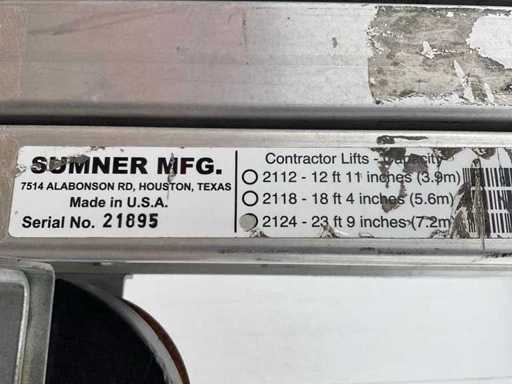 SUMNER MFG.
7514 ALABONSON RD, HOUSTON, TEXAS
Made in U.S.A.
Serial No. 21895
Contractor Lifts - Capacity
2112 - 12 ft 11 inches (3.9m)
2118 - 18 ft 4 inches (5.6m)
2124 - 23 ft 9 inches (7.2m)